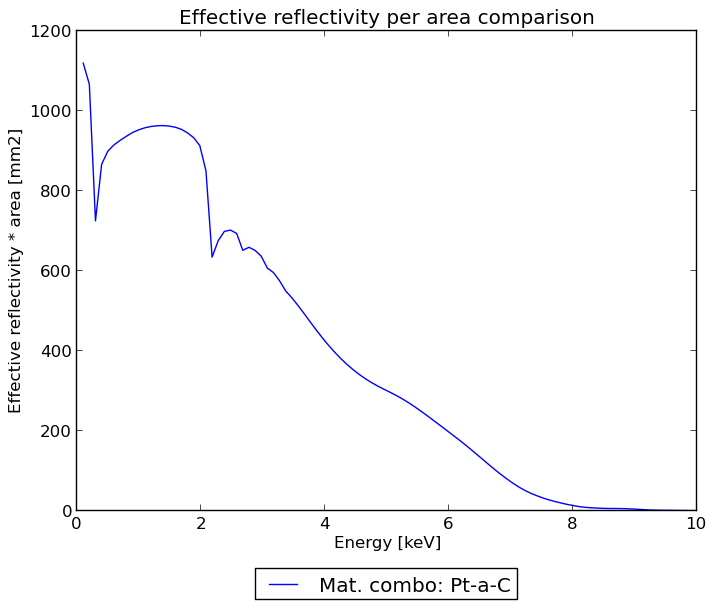 Effective reflectivity per area comparison
1200
1000
800
600
400
200
0
Effective reflectivity * area [mm2]
0 2 4 6 8 10
Energy [keV]
Mat. combo: Pt-a-C